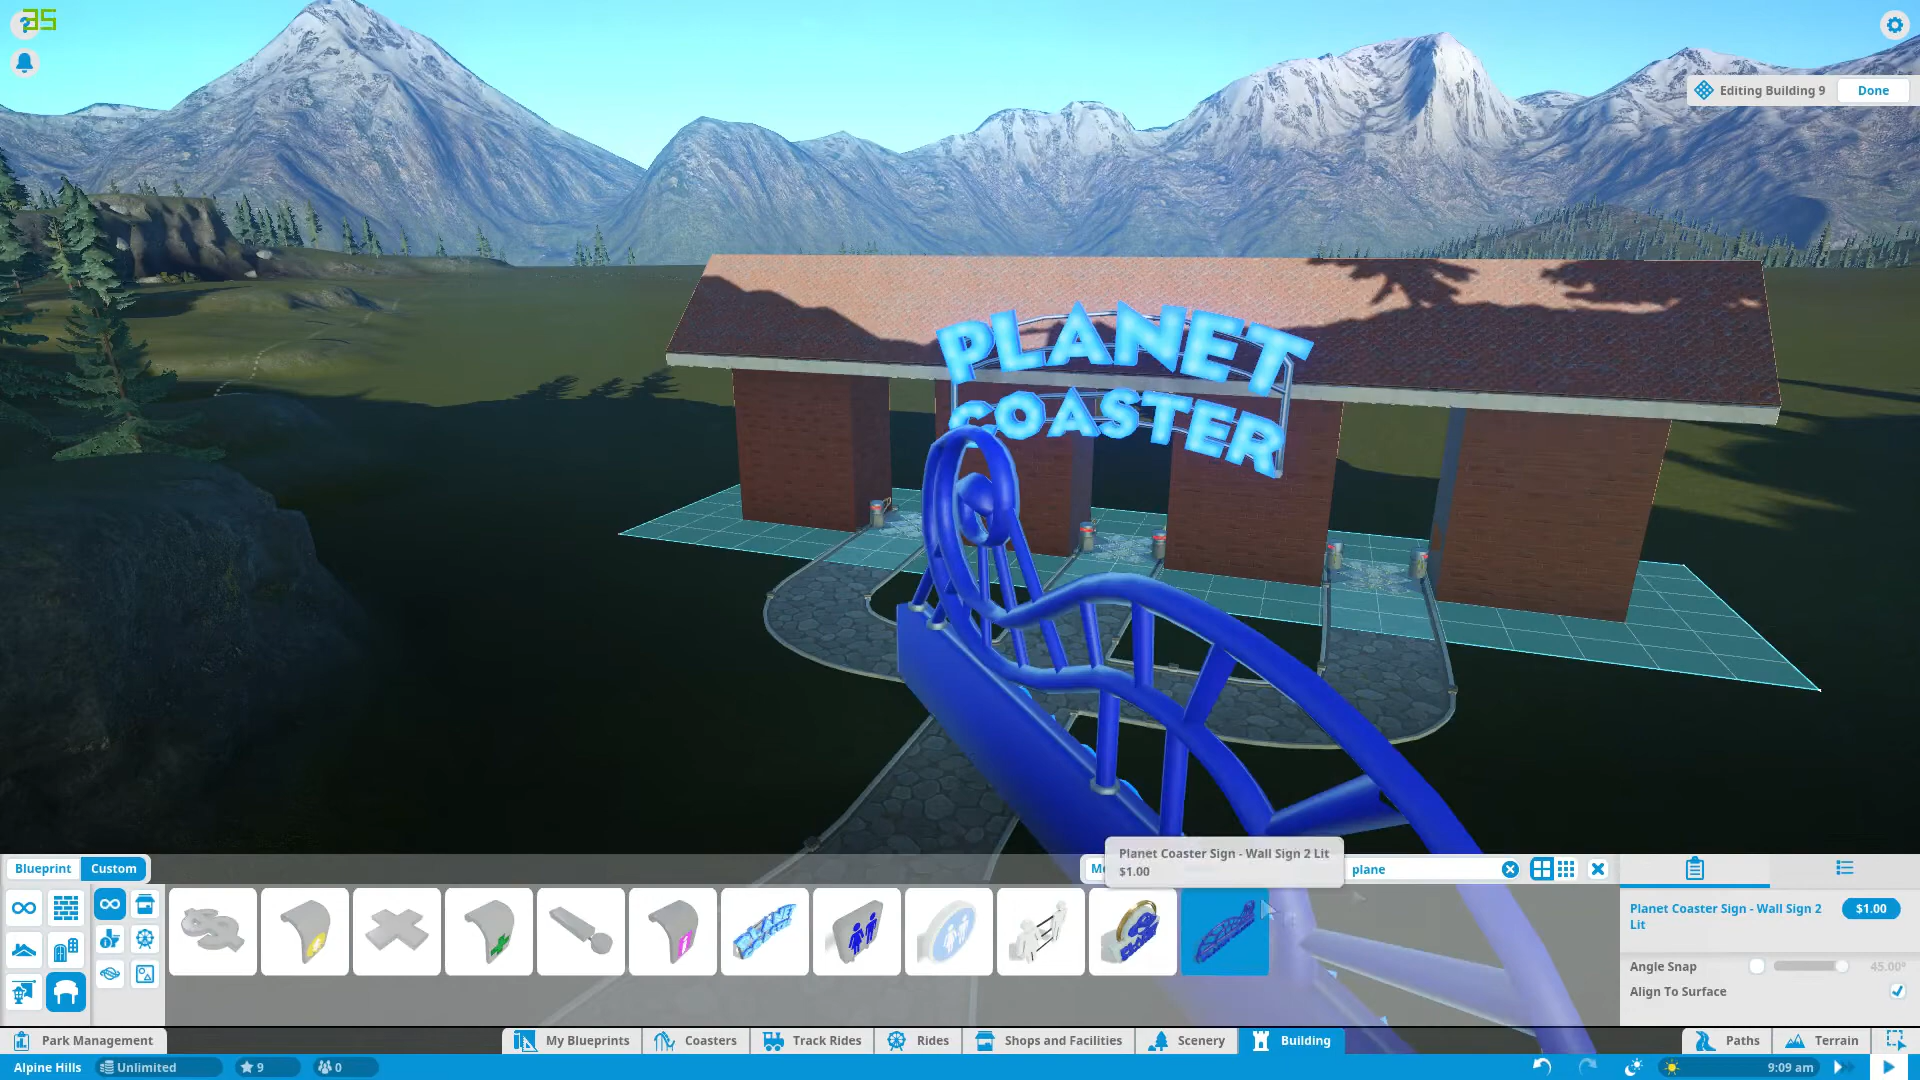 35
Editing Building 9
Done
PLANET
COASTER
Blueprint
Custom
Planet Coaster Sign - Wall Sign 2 Lit
$1.00
plane
Planet Coaster Sign - Wall Sign 2
Lit
$1.00
Angle Snap
45.00°
Align To Surface
Park Management
My Blueprints
Coasters
Track Rides
Rides
Shops and Facilities
Scenery
Building
Paths
Terrain
Alpine Hills
Unlimited
9
0
9:09 am